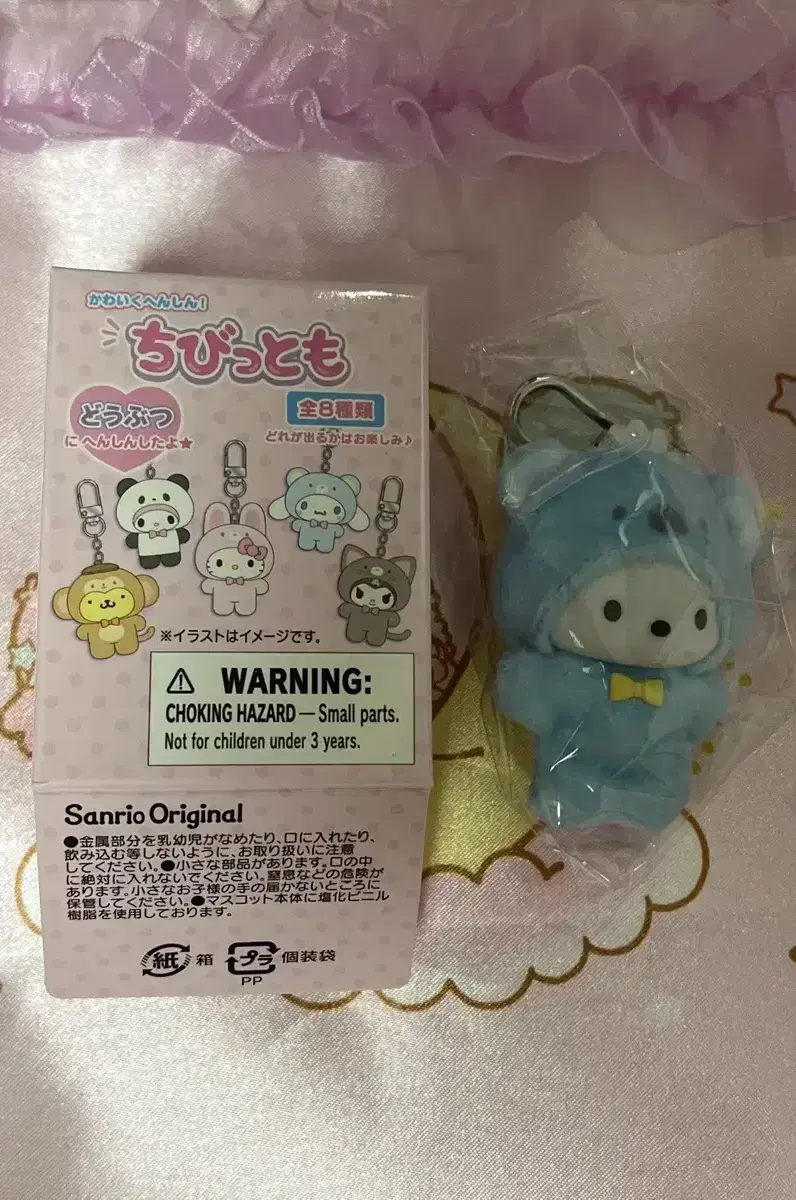 かわいくへんしん!
ちびっとも
どうぶつ
に へんしんしたよ★
全8種類
どれが出るかはお楽しみ♪
※イラストはイメージです。
⚠ WARNING:
CHOKING HAZARD — Small parts.
Not for children under 3 years.
Sanrio Original
●金属部分を乳幼児がなめたり、口に入れたり、
飲み込む等しないように、お取り扱いに注意
してください。●小さな部品があります。口の中
に絶対に入れないでください。窒息などの危険が
あります。小さなお子様の手の届かないところに
保管してください。●マスコット本体に塩化ビニル
樹脂を使用しております。
紙 箱 プラ 個装袋
PP